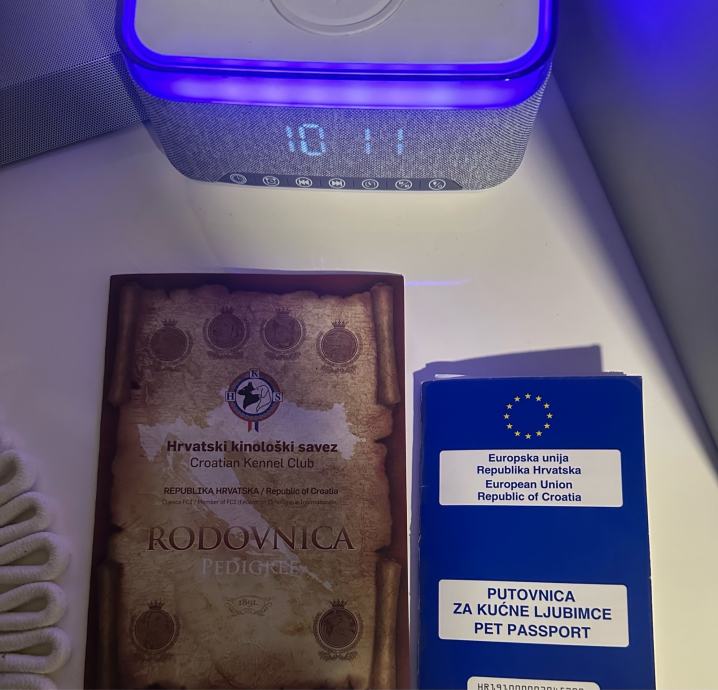 10 11
K
H S
Hrvatski kinološki savez
Croatian Kennel Club
REPUBLIKA HRVATSKA / Republic of Croatia
RODOVNICA
PEDIGREE
1891.
Europska unija
Republika Hrvatska
European Union
Republic of Croatia
PUTOVNICA
ZA KUĆNE LJUBIMCE
PET PASSPORT